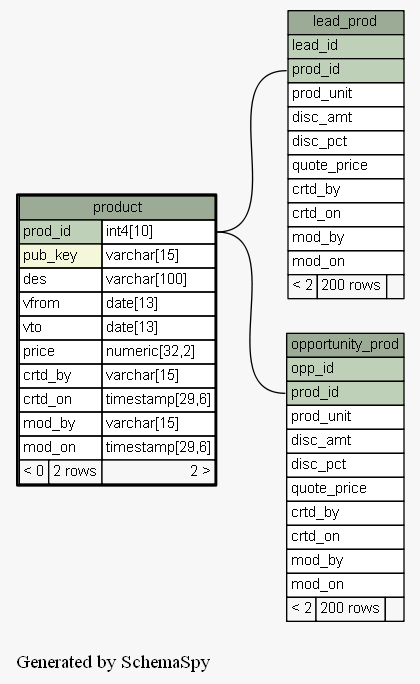 lead_prod
lead_id
prod_id
prod_unit
disc_amt
disc_pct
quote_price
crtd_by
crtd_on
mod_by
mod_on
< 2 200 rows
product
prod_id int4[10]
pub_key varchar[15]
des varchar[100]
vfrom date[13]
vto date[13]
price numeric[32,2]
crtd_by varchar[15]
crtd_on timestamp[29,6]
mod_by varchar[15]
mod_on timestamp[29,6]
< 0 2 rows 2 >
opportunity_prod
opp_id
prod_id
prod_unit
disc_amt
disc_pct
quote_price
crtd_by
crtd_on
mod_by
mod_on
< 2 200 rows
Generated by SchemaSpy